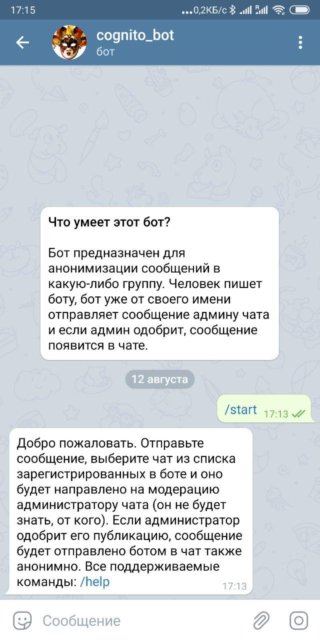 17:15
...0,2КБ/с
cognito_bot
бот
Что умеет этот бот?
Бот предназначен для
анонимизации сообщений в
какую-либо группу. Человек пишет
боту, бот уже от своего имени
отправляет сообщение админу чата
и если админ одобрит, сообщение
появится в чате.
12 августа
/start 17:13
Добро пожаловать. Отправьте
сообщение, выберите чат из списка
зарегистрированных в боте и оно
будет направлено на модерацию
администратору чата (он не будет
знать, от кого). Если администратор
одобрит его публикацию, сообщение
будет отправлено ботом в чат также
анонимно. Все поддерживаемые
команды: /help
17:13
Сообщение